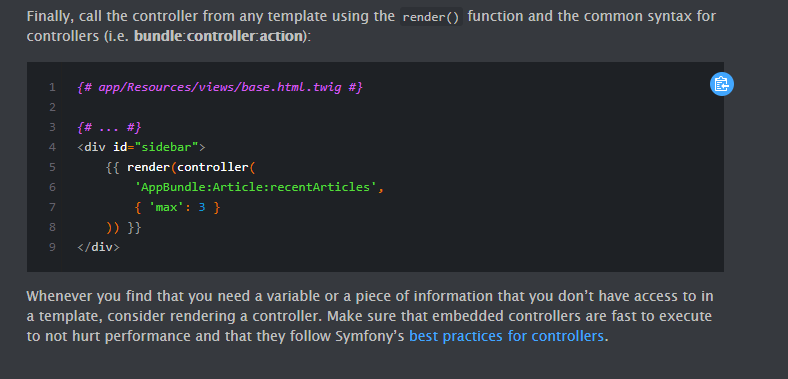 Finally, call the controller from any template using the render() function and the common syntax for
controllers (i.e. bundle:controller:action):
1 {# app/Resources/views/base.html.twig #}
2
3 {# ... #}
4 <div id="sidebar">
5     {{ render(controller(
6         'AppBundle:Article:recentArticles',
7         { 'max': 3 }
8     )) }}
9 </div>
Whenever you find that you need a variable or a piece of information that you don’t have access to in
a template, consider rendering a controller. Make sure that embedded controllers are fast to execute
to not hurt performance and that they follow Symfony’s best practices for controllers.